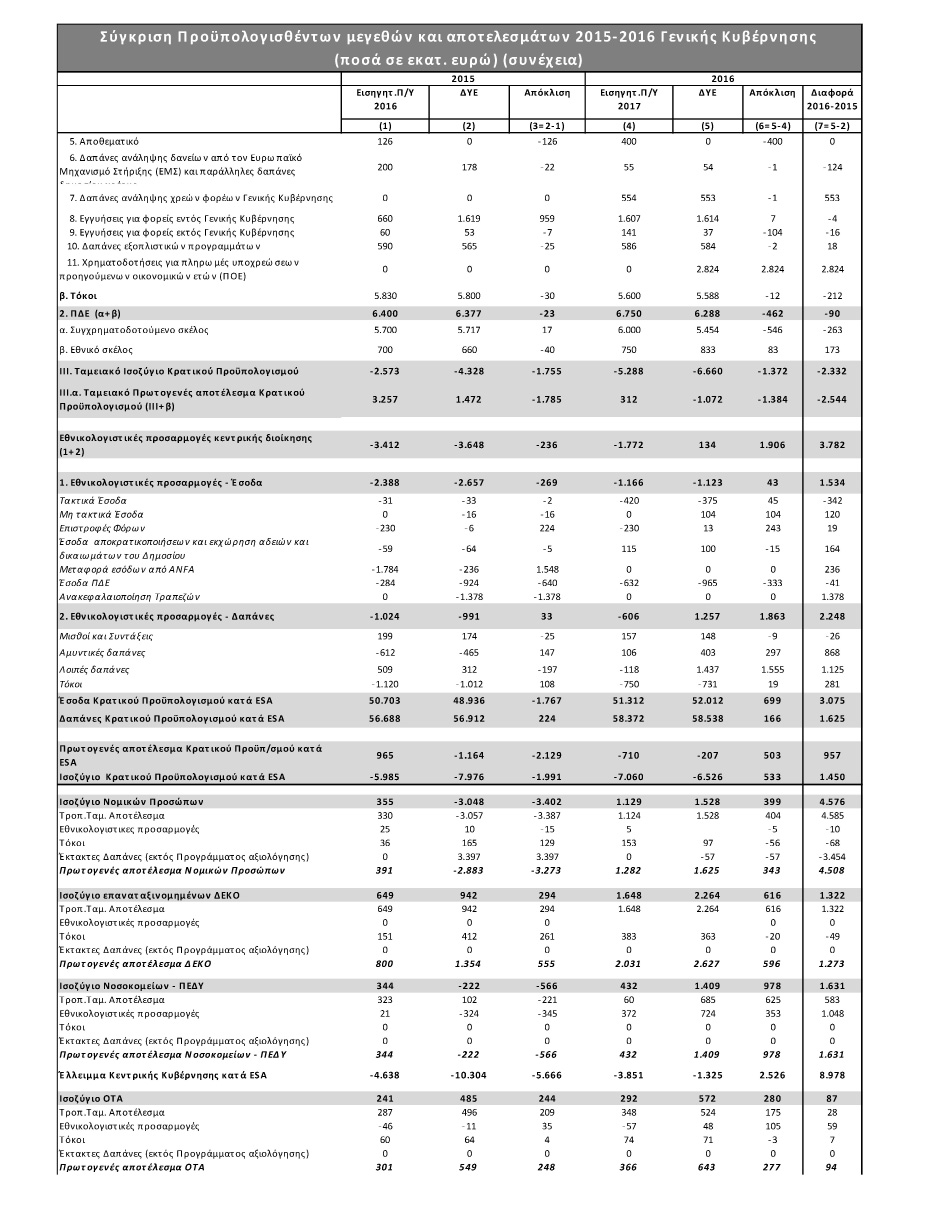 Σύγκριση Προϋπολογισθέντων μεγεθών και αποτελεσμάτων 2015-2016 Γενικής Κυβέρνησης
(ποσά σε εκατ. ευρώ) (συνέχεια)
2015 2016
Εισηγητ.Π/Υ 2016 ΔΥΕ Απόκλιση Εισηγητ.Π/Υ 2017 ΔΥΕ Απόκλιση Διαφορά 2016-2015
(1) (2) (3=2-1) (4) (5) (6=5-4) (7=5-2)
5. Αποθεματικό 126 0 -126 400 0 -400 0
6. Δαπάνες ανάληψης δανείων από τον Ευρωπαϊκό
Μηχανισμό Στήριξης (ΕΜΣ) και παράλληλες δαπάνες 200 178 -22 55 54 -1 -124
7. Δαπάνες ανάληψης χρεών φορέων Γενικής Κυβέρνησης 0 0 0 554 553 -1 553
8. Εγγυήσεις για φορείς εντός Γενικής Κυβέρνησης 660 1.619 959 1.607 1.614 7 -4
9. Εγγυήσεις για φορείς εκτός Γενικής Κυβέρνησης 60 53 -7 141 37 -104 -16
10. Δαπάνες εξοπλιστικών προγραμμάτων 590 565 -25 586 584 -2 18
11. Χρηματοδοτήσεις για πληρωμές υποχρεώσεων
προηγούμενων οικονομικών ετών (ΠΟΕ) 0 0 0 0 2.824 2.824 2.824
β. Τόκοι 5.830 5.800 -30 5.600 5.588 -12 -212
2. ΠΔΕ (α+β) 6.400 6.377 -23 6.750 6.288 -462 -90
α. Συγχρηματοδοτούμενο σκέλος 5.700 5.717 17 6.000 5.454 -546 -263
β. Εθνικό σκέλος 700 660 -40 750 833 83 173
ΙΙΙ. Ταμειακό Ισοζύγιο Κρατικού Προϋπολογισμού -2.573 -4.328 -1.755 -5.288 -6.660 -1.372 -2.332
ΙΙΙ.α. Ταμειακό Πρωτογενές αποτέλεσμα Κρατικού
Προϋπολογισμού (ΙΙΙ+β) 3.257 1.472 -1.785 312 -1.072 -1.384 -2.544
Εθνικολογιστικές προσαρμογές κεντρικής διοίκησης
(1+2) -3.412 -3.648 -236 -1.772 134 1.906 3.782
1. Εθνικολογιστικές προσαρμογές - Έσοδα -2.388 -2.657 -269 -1.166 -1.123 43 1.534
Τακτικά Έσοδα -31 -33 -2 -420 -375 45 -342
Μη τακτικά Έσοδα 0 -16 -16 0 104 104 120
Επιστροφές Φόρων -230 -6 224 -230 13 243 19
Έσοδα αποκρατικοποιήσεων και εκχώρηση αδειών και
δικαιωμάτων του Δημοσίου -59 -64 -5 115 100 -15 164
Μεταφορά εσόδων από ANFA -1.784 -236 1.548 0 0 0 236
Έσοδα ΠΔΕ -284 -924 -640 -632 -965 -333 -41
Ανακεφαλαιοποίηση Τραπεζών 0 -1.378 -1.378 0 0 0 1.378
2. Εθνικολογιστικές προσαρμογές - Δαπάνες -1.024 -991 33 -606 1.257 1.863 2.248
Μισθοί και Συντάξεις 199 174 -25 157 148 -9 -26
Αμυντικές δαπάνες -612 -465 147 106 403 297 868
Λοιπές δαπάνες 509 312 -197 -118 1.437 1.555 1.125
Τόκοι -1.120 -1.012 108 -750 -731 19 281
Έσοδα Κρατικού Προϋπολογισμού κατά ESA 50.703 48.936 -1.767 51.312 52.012 699 3.075
Δαπάνες Κρατικού Προϋπολογισμού κατά ESA 56.688 56.912 224 58.372 58.538 166 1.625
Πρωτογενές αποτέλεσμα Κρατικού Προϋπ/σμού κατά
ESA 965 -1.164 -2.129 -710 -207 503 957
Ισοζύγιο Κρατικού Προϋπολογισμού κατά ESA -5.985 -7.976 -1.991 -7.060 -6.526 533 1.450
Ισοζύγιο Νομικών Προσώπων 355 -3.048 -3.402 1.129 1.528 399 4.576
Τροπ.Ταμ. Αποτέλεσμα 330 -3.057 -3.387 1.124 1.528 404 4.585
Εθνικολογιστικες προσαρμογές 25 10 -15 5 -5 -10
Τόκοι 36 165 129 153 97 -56 -68
Έκτακτες Δαπάνες (εκτός Προγράμματος αξιολόγησης) 0 3.397 3.397 0 -57 -57 -3.454
Πρωτογενές αποτέλεσμα Νομικών Προσώπων 391 -2.883 -3.273 1.282 1.625 343 4.508
Ισοζύγιο επαναταξινομημένων ΔΕΚΟ 649 942 294 1.648 2.264 616 1.322
Τροπ.Ταμ. Αποτέλεσμα 649 942 294 1.648 2.264 616 1.322
Εθνικολογιστικές προσαρμογές 0 0 0 0 0
Τόκοι 151 412 261 383 363 -20 -49
Έκτακτες Δαπάνες (εκτός Προγράμματος αξιολόγησης) 0 0 0 0 0 0 0
Πρωτογενές αποτέλεσμα ΔΕΚΟ 800 1.354 555 2.031 2.627 596 1.273
Ισοζύγιο Νοσοκομείων - ΠΕΔΥ 344 -222 -566 432 1.409 978 1.631
Τροπ.Ταμ. Αποτέλεσμα 323 102 -221 60 685 625 583
Εθνικολογιστικές προσαρμογές 21 -324 -345 372 724 353 1.048
Τόκοι 0 0 0 0 0 0 0
Έκτακτες Δαπάνες (εκτός Προγράμματος αξιολόγησης) 0 0 0 0 0 0 0
Πρωτογενές αποτέλεσμα Νοσοκομείων - ΠΕΔΥ 344 -222 -566 432 1.409 978 1.631
Έλλειμμα Κεντρικής Κυβέρνησης κατά ESA -4.638 -10.304 -5.666 -3.851 -1.325 2.526 8.978
Ισοζύγιο ΟΤΑ 241 485 244 292 572 280 87
Τροπ.Ταμ. Αποτέλεσμα 287 496 209 348 524 175 28
Εθνικολογιστικές προσαρμογές -46 -11 35 -57 48 105 59
Τόκοι 60 64 4 74 71 -3 7
Έκτακτες Δαπάνες (εκτός Προγράμματος αξιολόγησης) 0 0 0 0 0 0 0
Πρωτογενές αποτέλεσμα ΟΤΑ 301 549 248 366 643 277 94